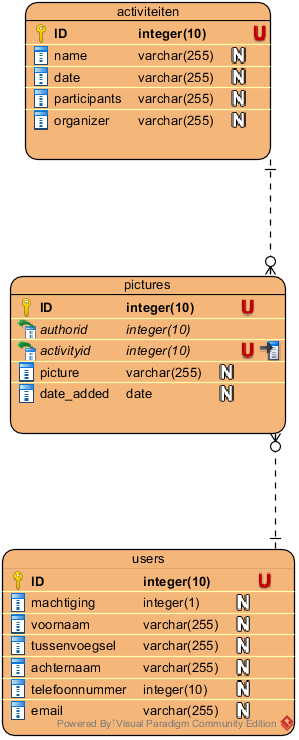 activiteiten
ID integer(10) U
name varchar(255) N
date varchar(255) N
participants varchar(255) N
organizer varchar(255) N
pictures
ID integer(10) U
authorid integer(10)
activityid integer(10) U
picture varchar(255) N
date_added date N
users
ID integer(10) U
machtiging integer(1) N
voornaam varchar(255) N
tussenvoegsel varchar(255) N
achternaam varchar(255) N
telefoonnummer integer(10) N
email varchar(255) N
Powered By Visual Paradigm Community Edition